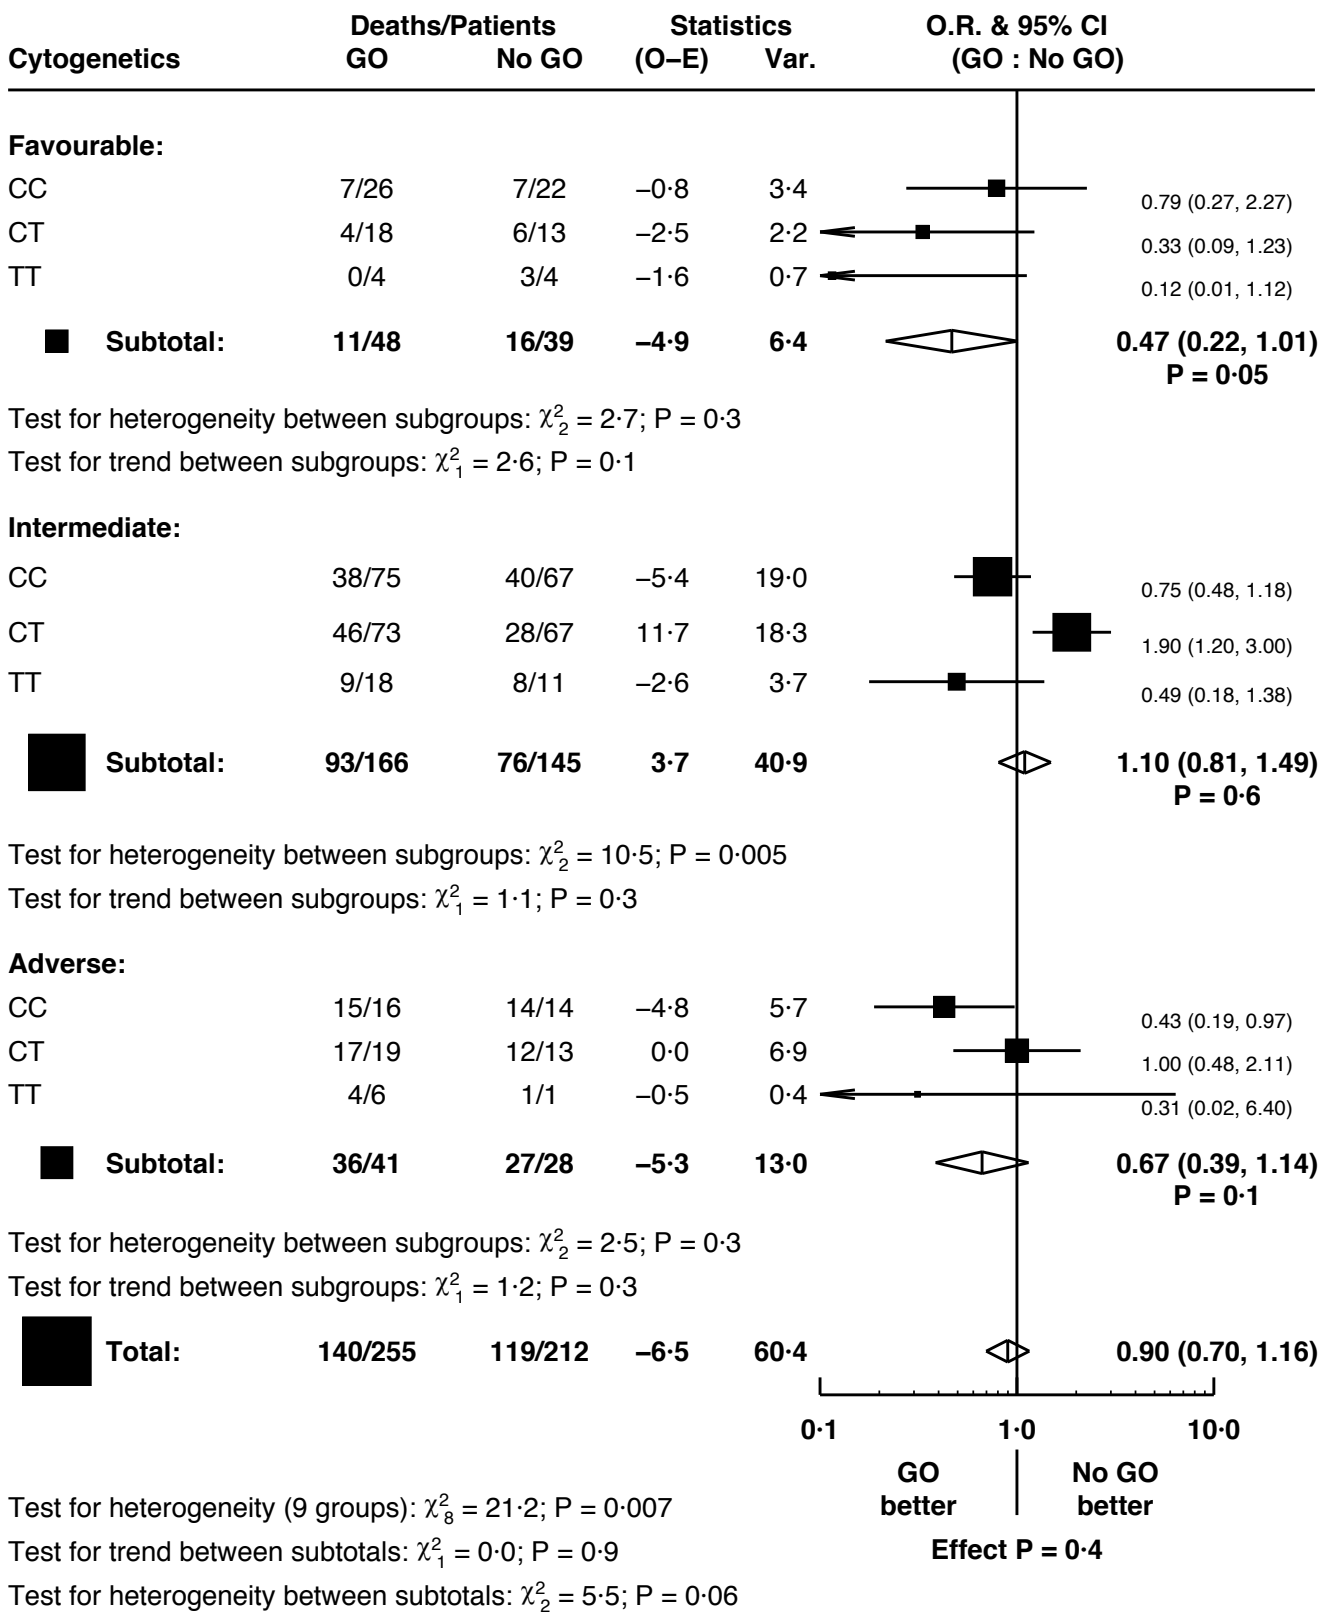 Deaths/Patients Statistics O.R. & 95% CI
Cytogenetics GO No GO (O−E) Var. (GO : No GO)
Favourable:
CC 7/26 7/22 −0·8 3·4 0.79 (0.27, 2.27)
CT 4/18 6/13 −2·5 2·2 0.33 (0.09, 1.23)
TT 0/4 3/4 −1·6 0·7 0.12 (0.01, 1.12)
Subtotal: 11/48 16/39 −4·9 6·4 0.47 (0.22, 1.01)
P = 0·05
Test for heterogeneity between subgroups: χ²₂ = 2·7; P = 0·3
Test for trend between subgroups: χ²₁ = 2·6; P = 0·1
Intermediate:
CC 38/75 40/67 −5·4 19·0 0.75 (0.48, 1.18)
CT 46/73 28/67 11·7 18·3 1.90 (1.20, 3.00)
TT 9/18 8/11 −2·6 3·7 0.49 (0.18, 1.38)
Subtotal: 93/166 76/145 3·7 40·9 1.10 (0.81, 1.49)
P = 0·6
Test for heterogeneity between subgroups: χ²₂ = 10·5; P = 0·005
Test for trend between subgroups: χ²₁ = 1·1; P = 0·3
Adverse:
CC 15/16 14/14 −4·8 5·7 0.43 (0.19, 0.97)
CT 17/19 12/13 0·0 6·9 1.00 (0.48, 2.11)
TT 4/6 1/1 −0·5 0·4 0.31 (0.02, 6.40)
Subtotal: 36/41 27/28 −5·3 13·0 0.67 (0.39, 1.14)
P = 0·1
Test for heterogeneity between subgroups: χ²₂ = 2·5; P = 0·3
Test for trend between subgroups: χ²₁ = 1·2; P = 0·3
Total: 140/255 119/212 −6·5 60·4 0.90 (0.70, 1.16)
0·1 1·0 10·0
GO No GO
better better
Test for heterogeneity (9 groups): χ²₈ = 21·2; P = 0·007
Test for trend between subtotals: χ²₁ = 0·0; P = 0·9 Effect P = 0·4
Test for heterogeneity between subtotals: χ²₂ = 5·5; P = 0·06